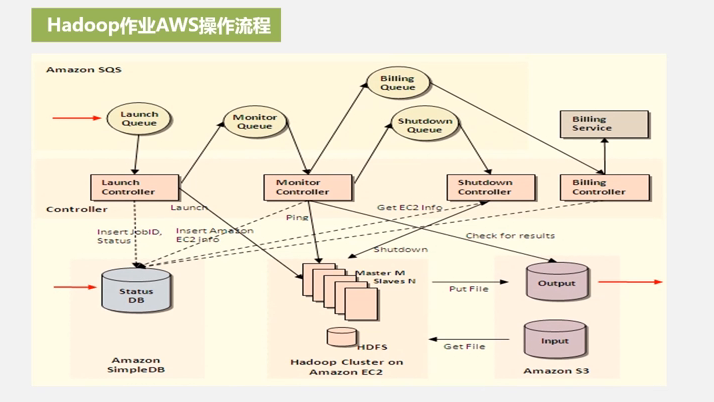 Hadoop作业AWS操作流程
Amazon SQS
Billing
Queue
Launch
Queue
Monitor
Queue
Shutdown
Queue
Billing
Service
Launch
Controller
Monitor
Controller
Shutdown
Controller
Billing
Controller
Controller
Launch
Ping
Get EC2 Info
Insert JobID,
Status
Insert Amazon
EC2 Info
Check for results
Shutdown
Status
DB
Master M
Slaves N
Put File
Output
HDFS
Get File
Input
Amazon
SimpleDB
Hadoop Cluster on
Amazon EC2
Amazon S3